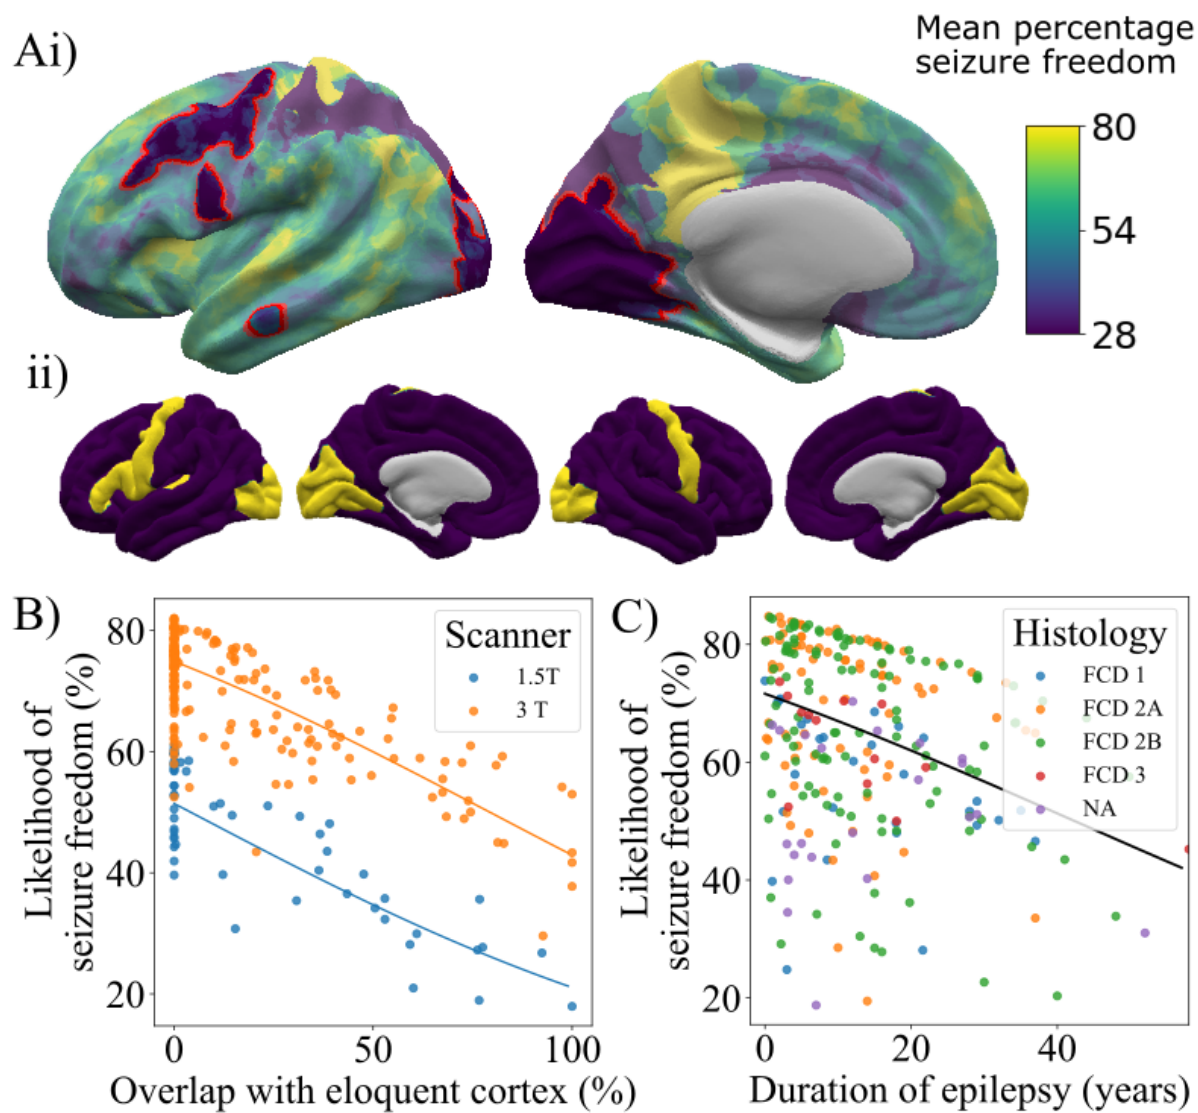 Ai)
Mean percentage
seizure freedom
80
54
28
ii)
B)
Likelihood of
seizure freedom (%)
80
60
40
20
Scanner
1.5T
3 T
0
50
100
Overlap with eloquent cortex (%)
C)
Likelihood of
seizure freedom (%)
80
60
40
20
Histology
FCD 1
FCD 2A
FCD 2B
FCD 3
NA
0
20
40
Duration of epilepsy (years)